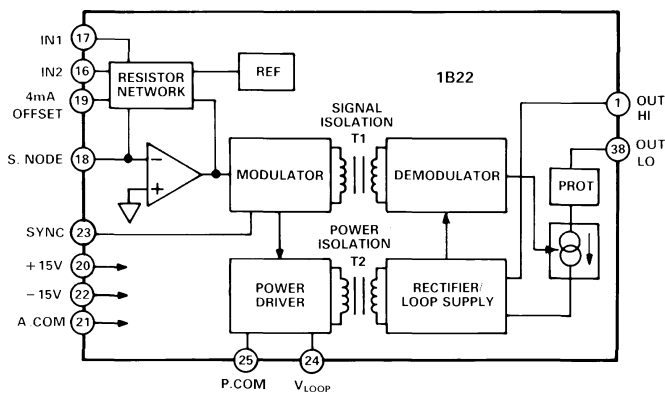 IN1 17
IN2 16
4mA
OFFSET 19
S. NODE 18
SYNC 23
+15V 20
−15V 22
A .COM 21
RESISTOR
NETWORK
REF
1B22
−
+
MODULATOR
SIGNAL
ISOLATION
T1
DEMODULATOR
POWER
ISOLATION
T2
POWER
DRIVER
RECTIFIER/
LOOP SUPPLY
PROT
1 OUT
HI
38 OUT
LO
25
P.COM
24
VLOOP